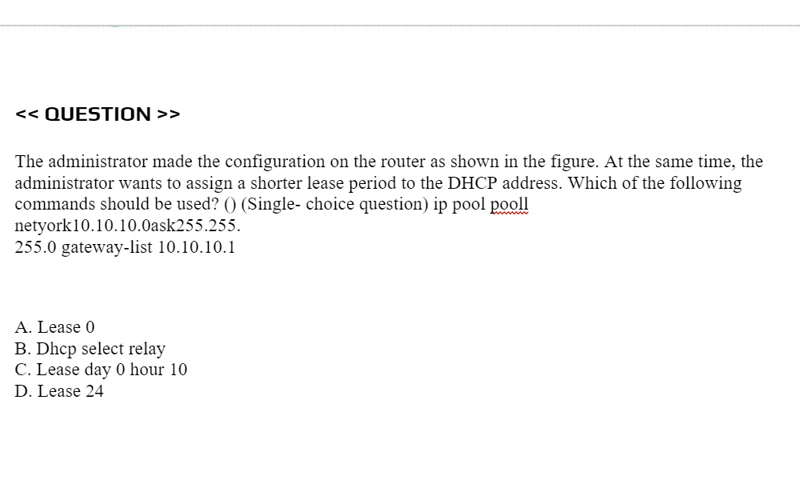 << QUESTION >>
The administrator made the configuration on the router as shown in the figure. At the same time, the
administrator wants to assign a shorter lease period to the DHCP address. Which of the following
commands should be used? () (Single- choice question) ip pool pooll
netyork10.10.10.0ask255.255.
255.0 gateway-list 10.10.10.1
A. Lease 0
B. Dhcp select relay
C. Lease day 0 hour 10
D. Lease 24